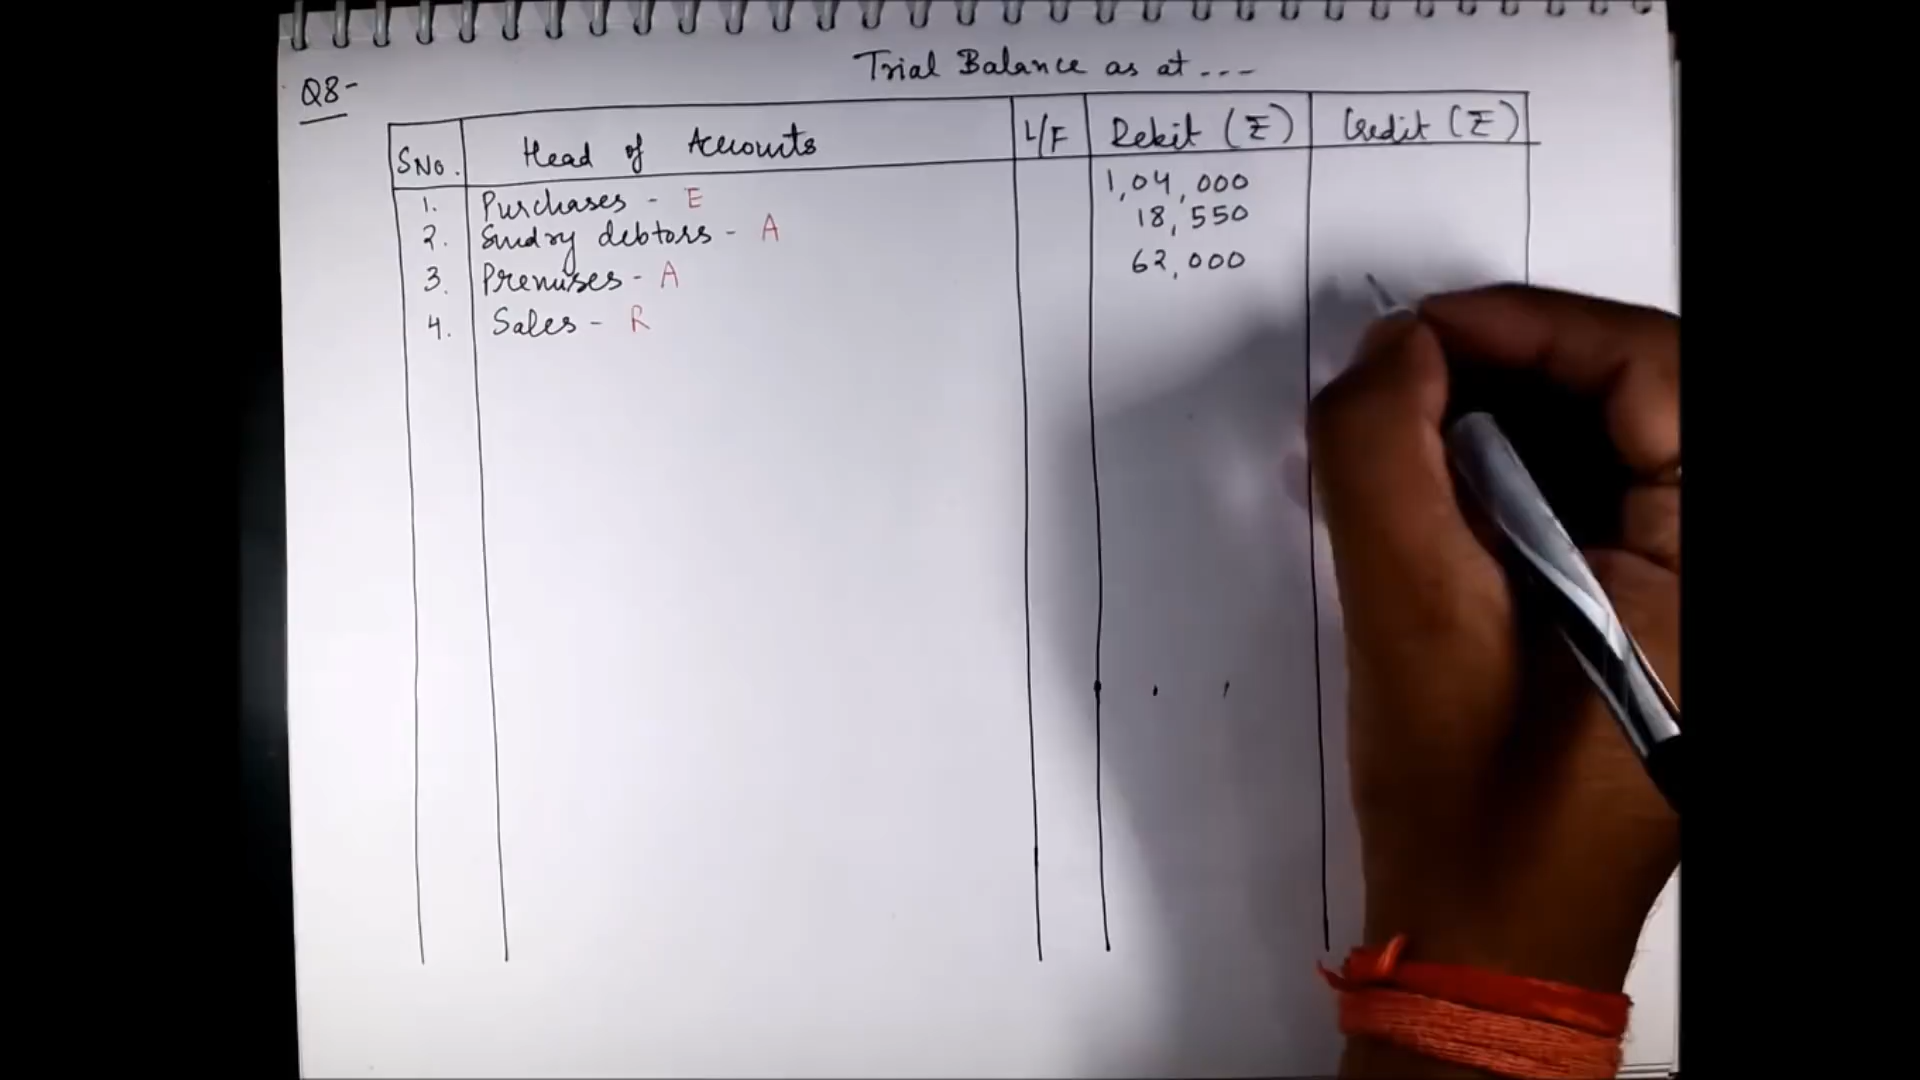 Trial Balance as at ---
Q8-
SNo. Head of Accounts L/F Debit (₹) Credit (₹)
1. Purchases - E 1,04,000
2. Sundry debtors - A 18,550
3. Premises - A 62,000
4. Sales - R